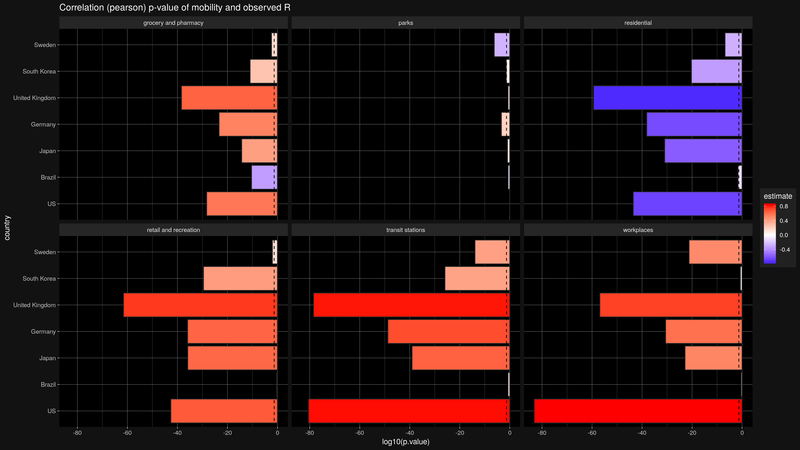 Correlation (pearson) p-value of mobility and observed R
grocery and pharmacy
parks
residential
Sweden
South Korea
United Kingdom
Germany
Japan
Brazil
US
country
estimate
0.8
0.4
0.0
-0.4
retail and recreation
transit stations
workplaces
Sweden
South Korea
United Kingdom
Germany
Japan
Brazil
US
-80 -60 -40 -20 0 -80 -60 -40 -20 0 -80 -60 -40 -20 0
log10(p.value)